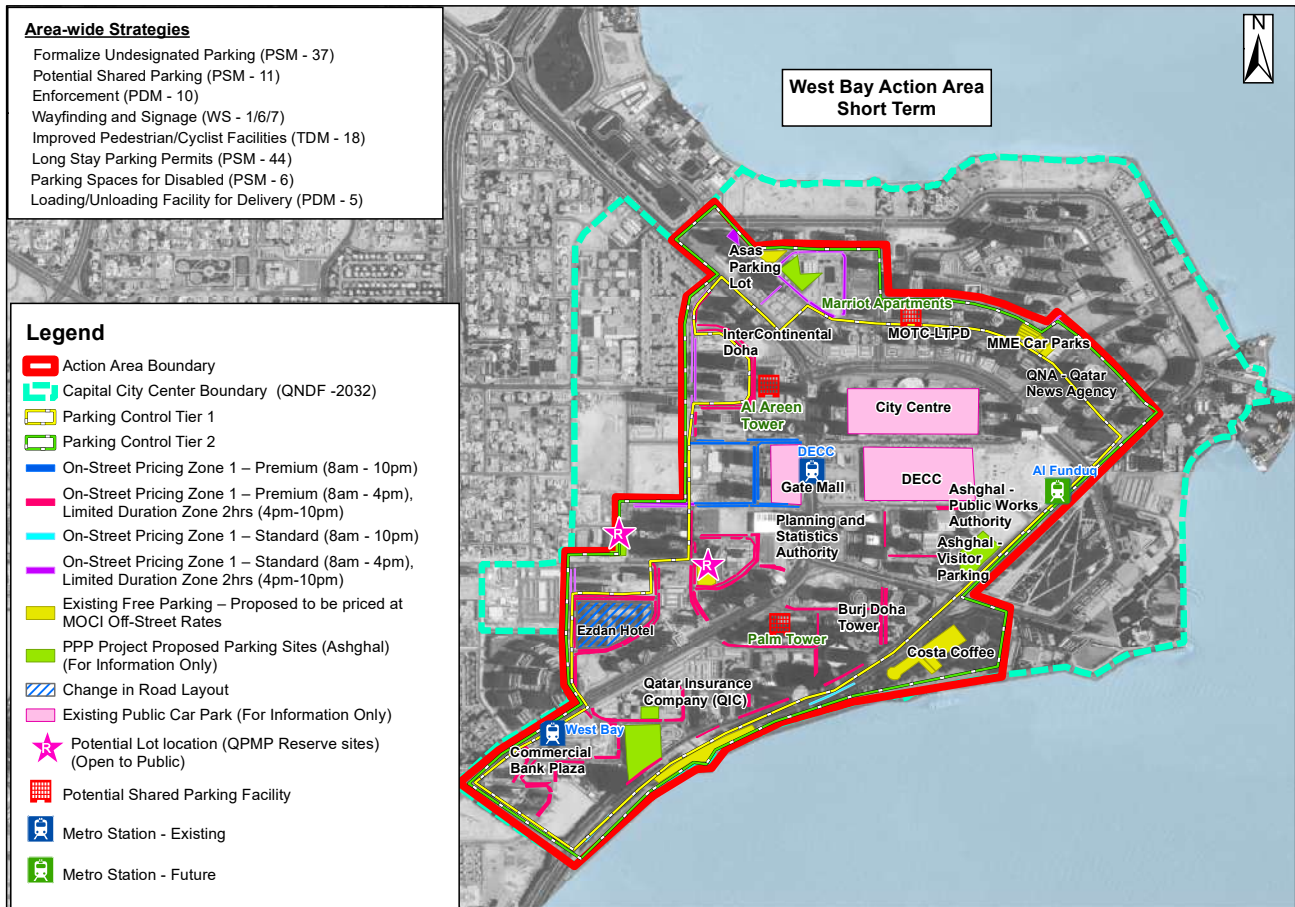 Area-wide Strategies
Formalize Undesignated Parking (PSM - 37)
Potential Shared Parking (PSM - 11)
Enforcement (PDM - 10)
Wayfinding and Signage (WS - 1/6/7)
Improved Pedestrian/Cyclist Facilities (TDM - 18)
Long Stay Parking Permits (PSM - 44)
Parking Spaces for Disabled (PSM - 6)
Loading/Unloading Facility for Delivery (PDM - 5)
West Bay Action Area
Short Term
N
Legend
Action Area Boundary
Capital City Center Boundary (QNDF -2032)
Parking Control Tier 1
Parking Control Tier 2
On-Street Pricing Zone 1 – Premium (8am - 10pm)
On-Street Pricing Zone 1 – Premium (8am - 4pm),
Limited Duration Zone 2hrs (4pm-10pm)
On-Street Pricing Zone 1 – Standard (8am - 10pm)
On-Street Pricing Zone 1 – Standard (8am - 4pm),
Limited Duration Zone 2hrs (4pm-10pm)
Existing Free Parking – Proposed to be priced at
MOCI Off-Street Rates
PPP Project Proposed Parking Sites (Ashghal)
(For Information Only)
Change in Road Layout
Existing Public Car Park (For Information Only)
R
Potential Lot location (QPMP Reserve sites)
(Open to Public)
Potential Shared Parking Facility
Metro Station - Existing
Metro Station - Future
Asas
Parking
Lot
Marriot Apartments
InterContinental
Doha
MOTC-LTPD
MME Car Parks
QNA - Qatar
News Agency
Al Areen
Tower
City Centre
DECC
Gate Mall
DECC
Al Funduq
Ashghal -
Public Works
Authority
Planning and
Statistics
Authority
Ashghal -
Visitor
Parking
R
R
Ezdan Hotel
Palm Tower
Burj Doha
Tower
Costa Coffee
Qatar Insurance
Company (QIC)
West Bay
Commercial
Bank Plaza